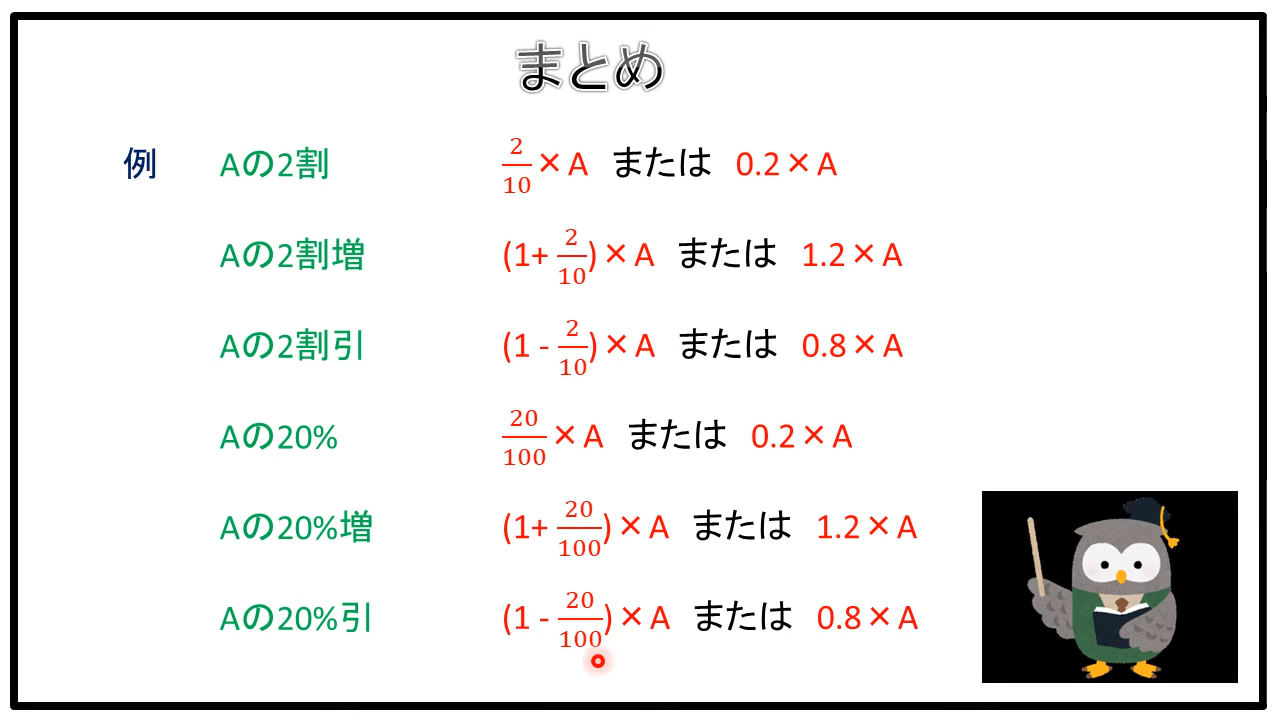 まとめ
例 Aの2割 2/10 × A または 0.2 × A
Aの2割増 (1+ 2/10) × A または 1.2 × A
Aの2割引 (1 - 2/10) × A または 0.8 × A
Aの20% 20/100 × A または 0.2 × A
Aの20%増 (1+ 20/100) × A または 1.2 × A
Aの20%引 (1 - 20/100) × A または 0.8 × A